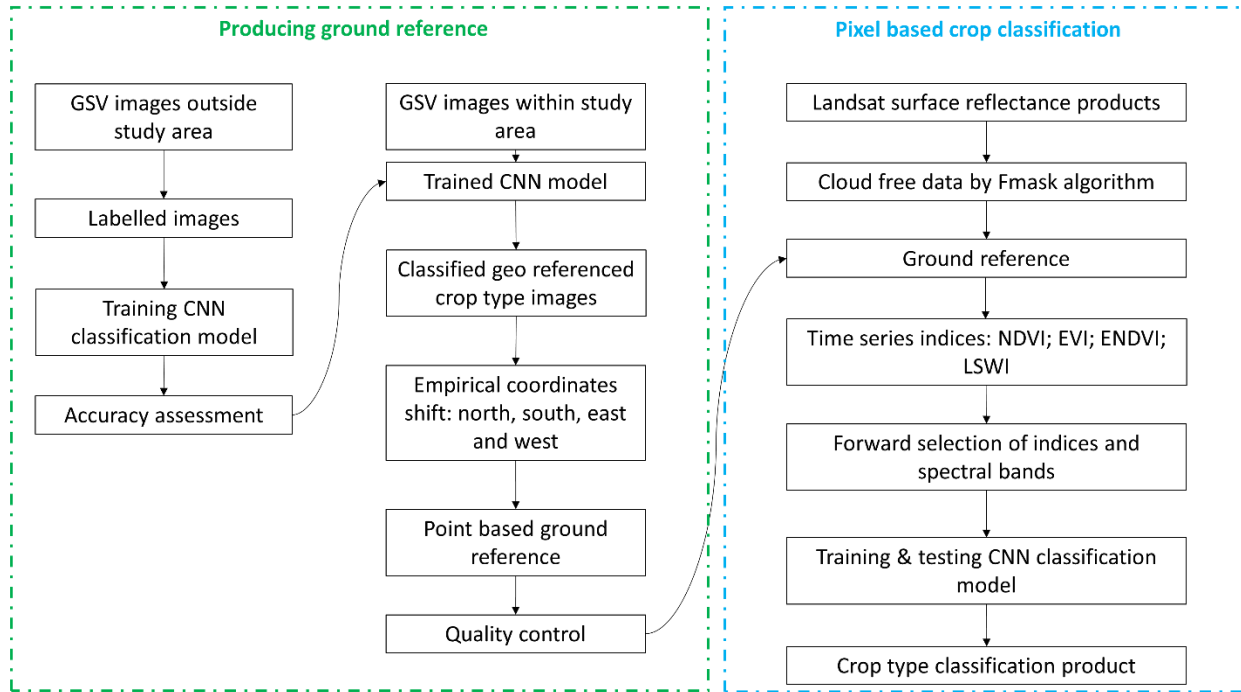 Producing ground reference
GSV images outside
study area
Labelled images
Training CNN
classification model
Accuracy assessment
GSV images within study
area
Trained CNN model
Classified geo referenced
crop type images
Empirical coordinates
shift: north, south, east
and west
Point based ground
reference
Quality control
Pixel based crop classification
Landsat surface reflectance products
Cloud free data by Fmask algorithm
Ground reference
Time series indices: NDVI; EVI; ENDVI;
LSWI
Forward selection of indices and
spectral bands
Training & testing CNN classification
model
Crop type classification product